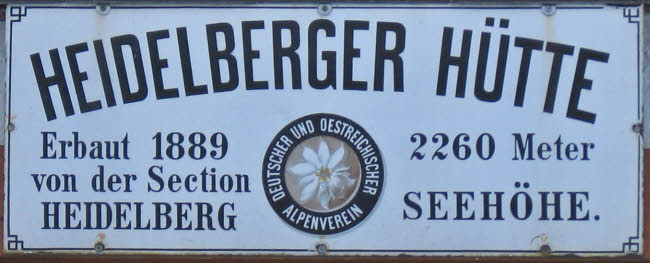 HEIDELBERGER HÜTTE
Erbaut 1889
von der Section
HEIDELBERG
DEUTSCHER UND OESTREICHISCHER
ALPENVEREIN
2260 Meter
SEEHÖHE.